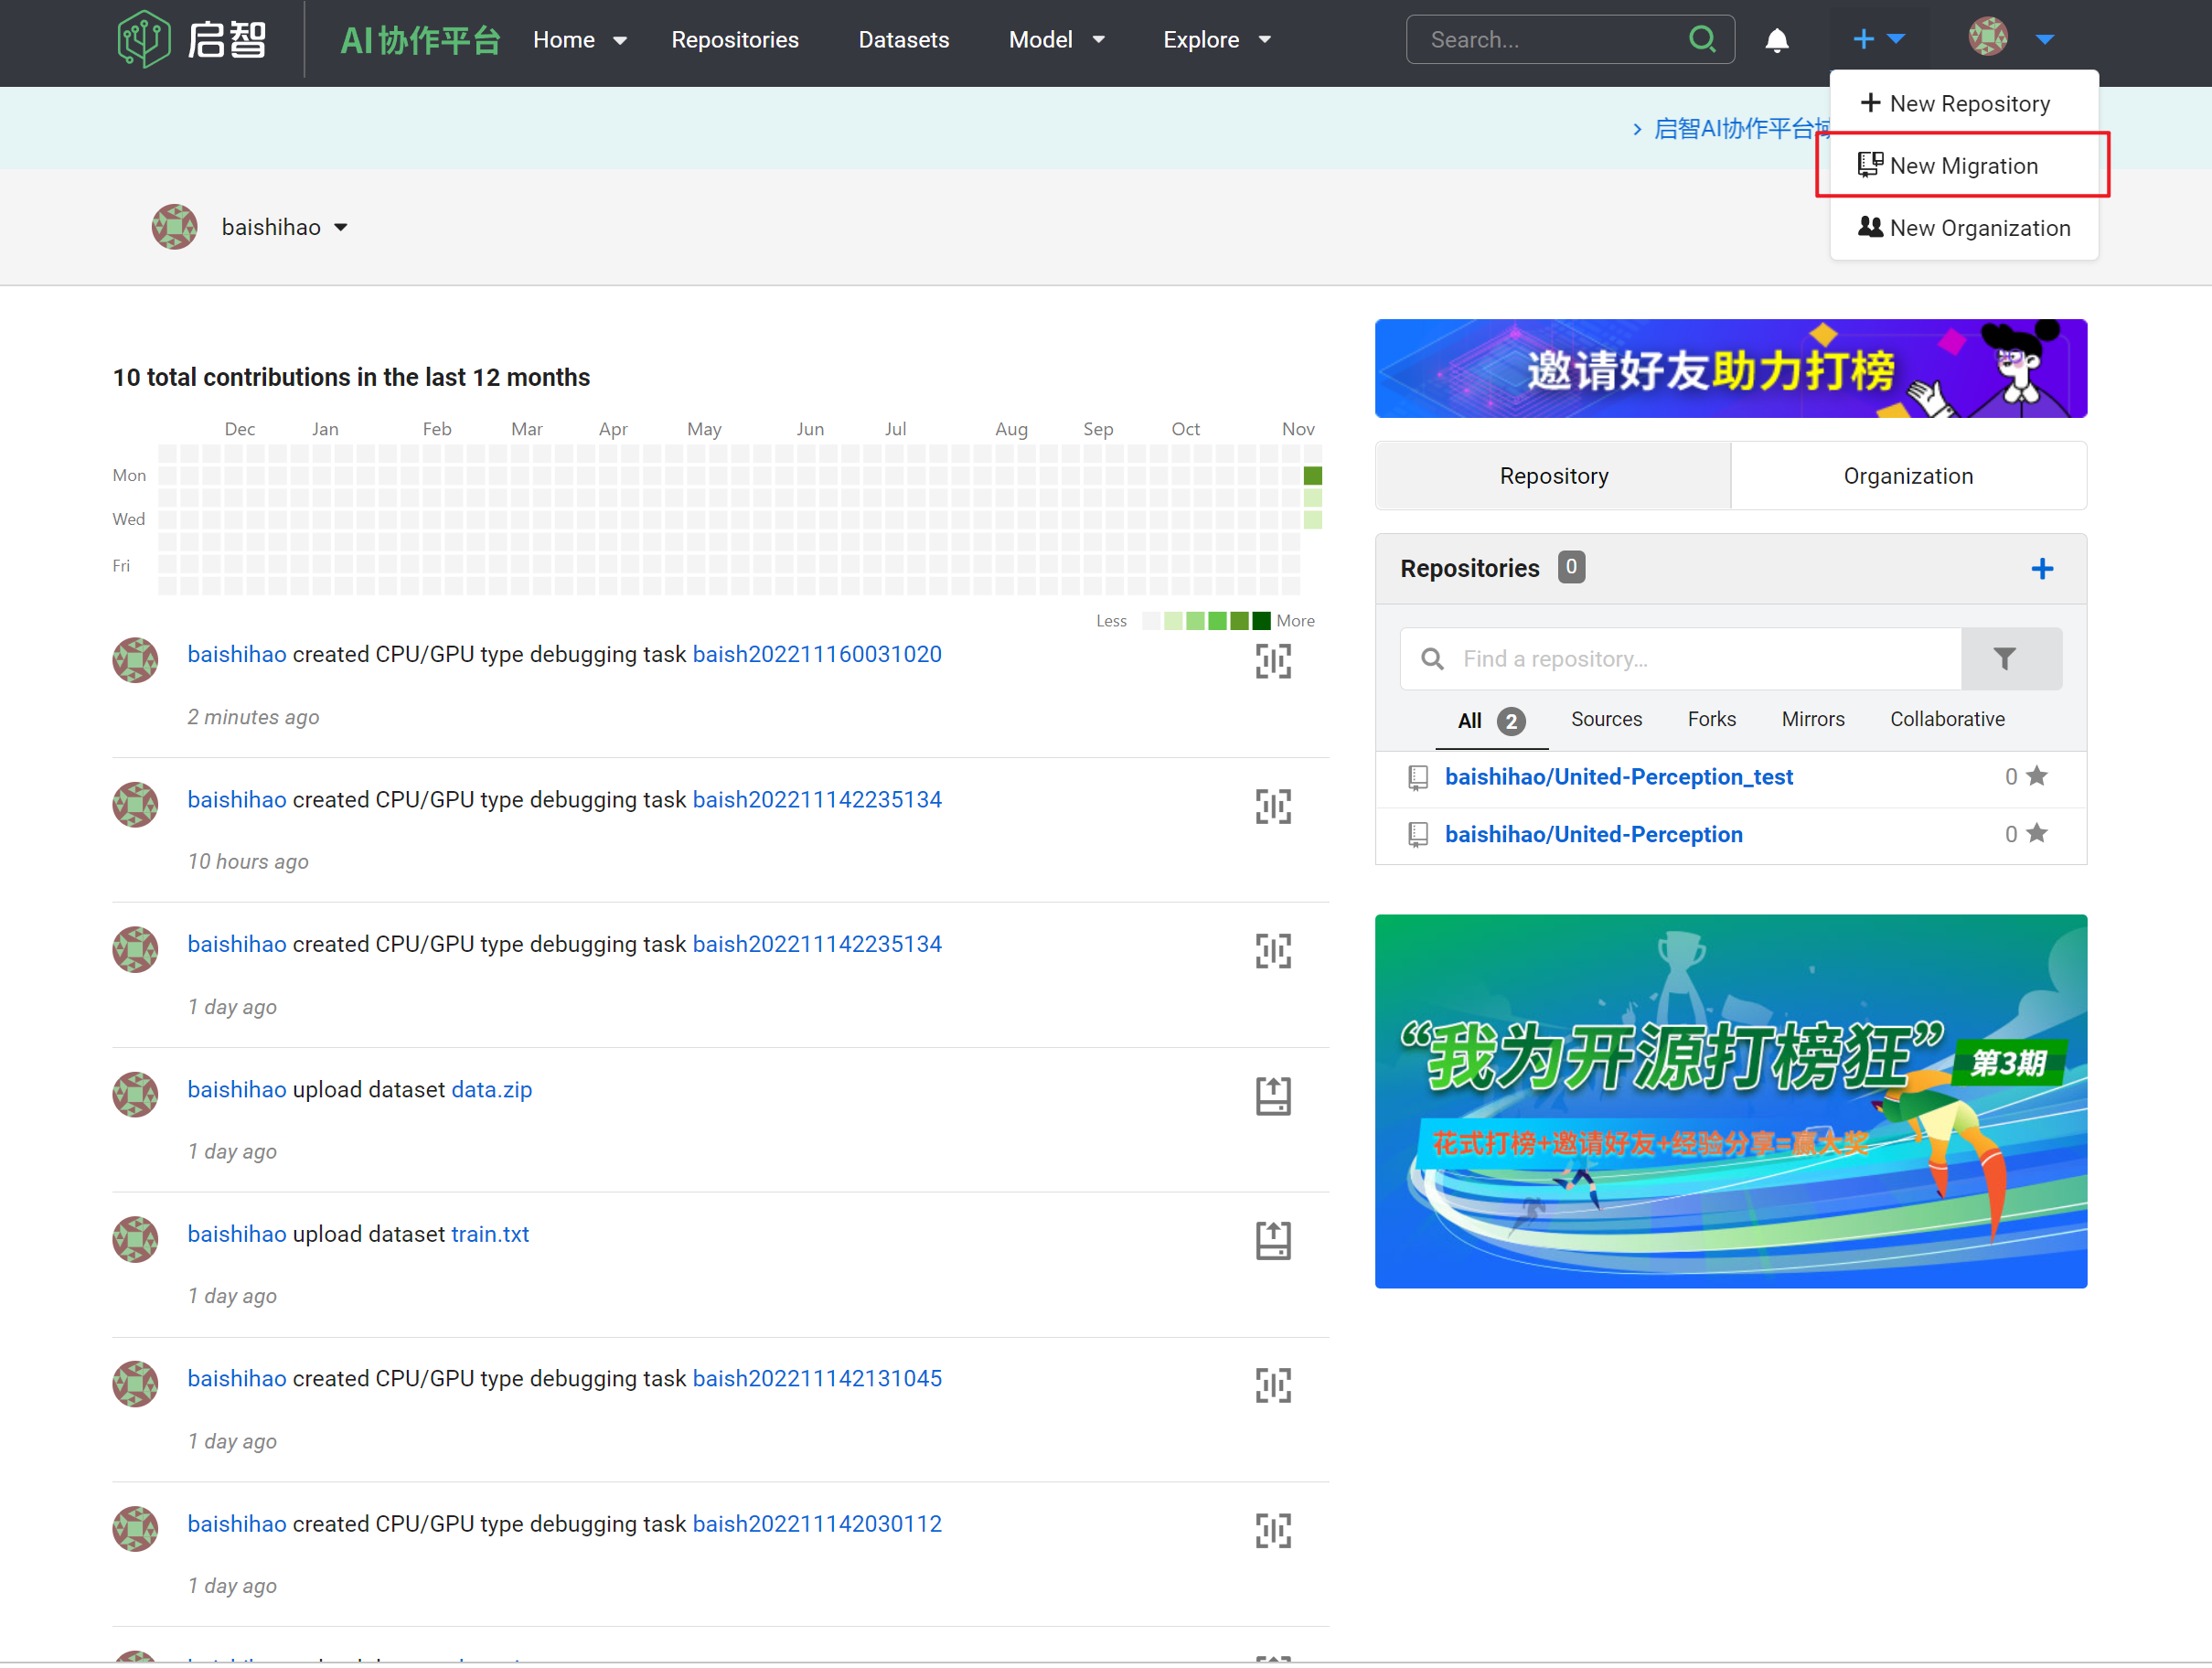 启智 AI协作平台 Home Repositories Datasets Model Explore Search...
New Repository
启智AI协作平台
New Migration
New Organization
baishihao
邀请好友助力打榜
10 total contributions in the last 12 months
Dec Jan Feb Mar Apr May Jun Jul Aug Sep Oct Nov
Mon
Wed
Fri
Less More
Repository Organization
Repositories 0
Find a repository...
All 2 Sources Forks Mirrors Collaborative
baishihao/United-Perception_test 0
baishihao/United-Perception 0
baishihao created CPU/GPU type debugging task baish202211160031020
2 minutes ago
baishihao created CPU/GPU type debugging task baish202211142235134
10 hours ago
baishihao created CPU/GPU type debugging task baish202211142235134
1 day ago
baishihao upload dataset data.zip
1 day ago
baishihao upload dataset train.txt
1 day ago
baishihao created CPU/GPU type debugging task baish202211142131045
1 day ago
baishihao created CPU/GPU type debugging task baish202211142030112
1 day ago
“我为开源打榜狂”
第3期
花式打榜+邀请好友+经验分享=赢大奖